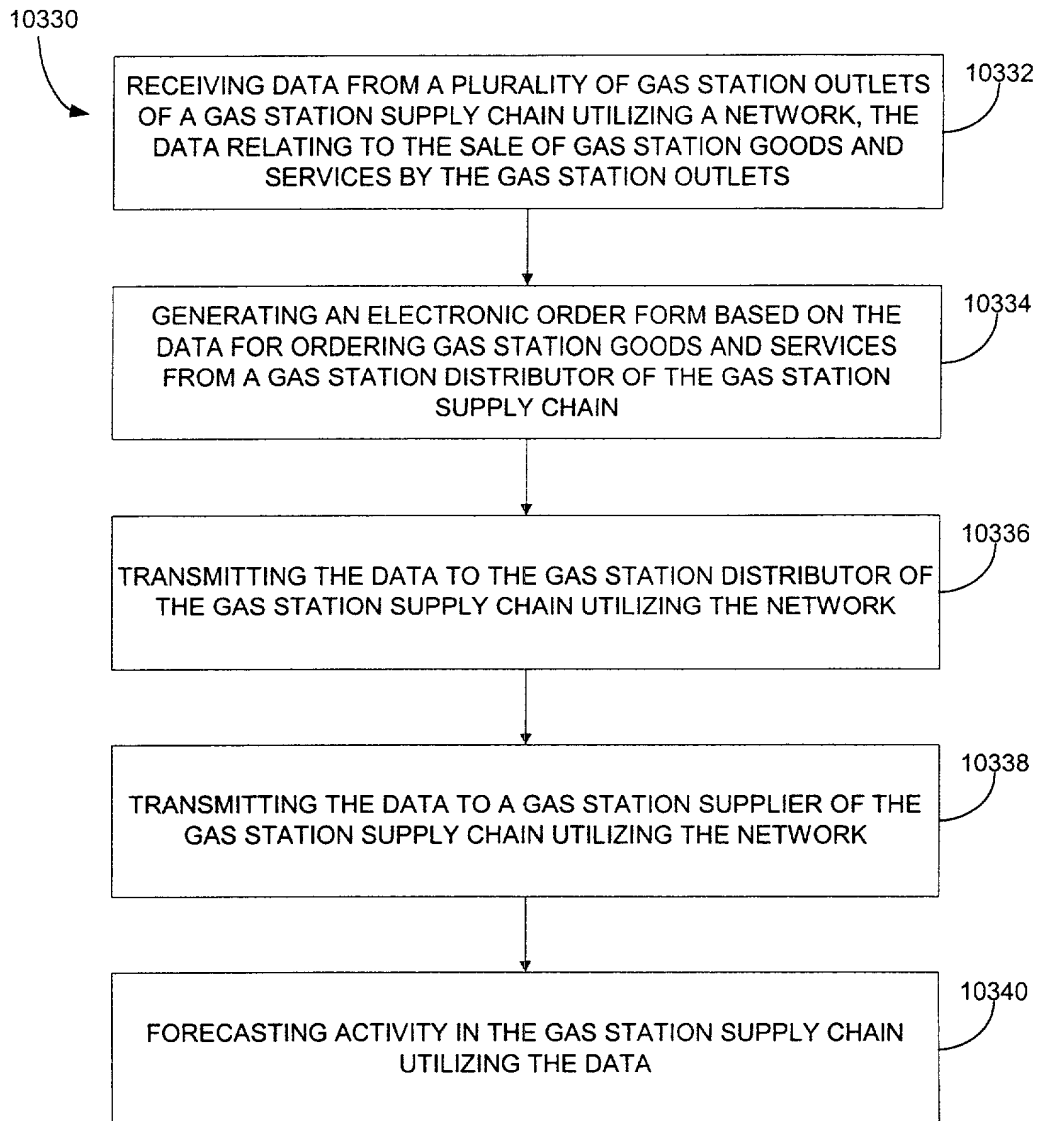 10330
RECEIVING DATA FROM A PLURALITY OF GAS STATION OUTLETS
OF A GAS STATION SUPPLY CHAIN UTILIZING A NETWORK, THE
DATA RELATING TO THE SALE OF GAS STATION GOODS AND
SERVICES BY THE GAS STATION OUTLETS
10332
GENERATING AN ELECTRONIC ORDER FORM BASED ON THE
DATA FOR ORDERING GAS STATION GOODS AND SERVICES
FROM A GAS STATION DISTRIBUTOR OF THE GAS STATION
SUPPLY CHAIN
10334
TRANSMITTING THE DATA TO THE GAS STATION DISTRIBUTOR OF
THE GAS STATION SUPPLY CHAIN UTILIZING THE NETWORK
10336
TRANSMITTING THE DATA TO A GAS STATION SUPPLIER OF THE
GAS STATION SUPPLY CHAIN UTILIZING THE NETWORK
10338
FORECASTING ACTIVITY IN THE GAS STATION SUPPLY CHAIN
UTILIZING THE DATA
10340